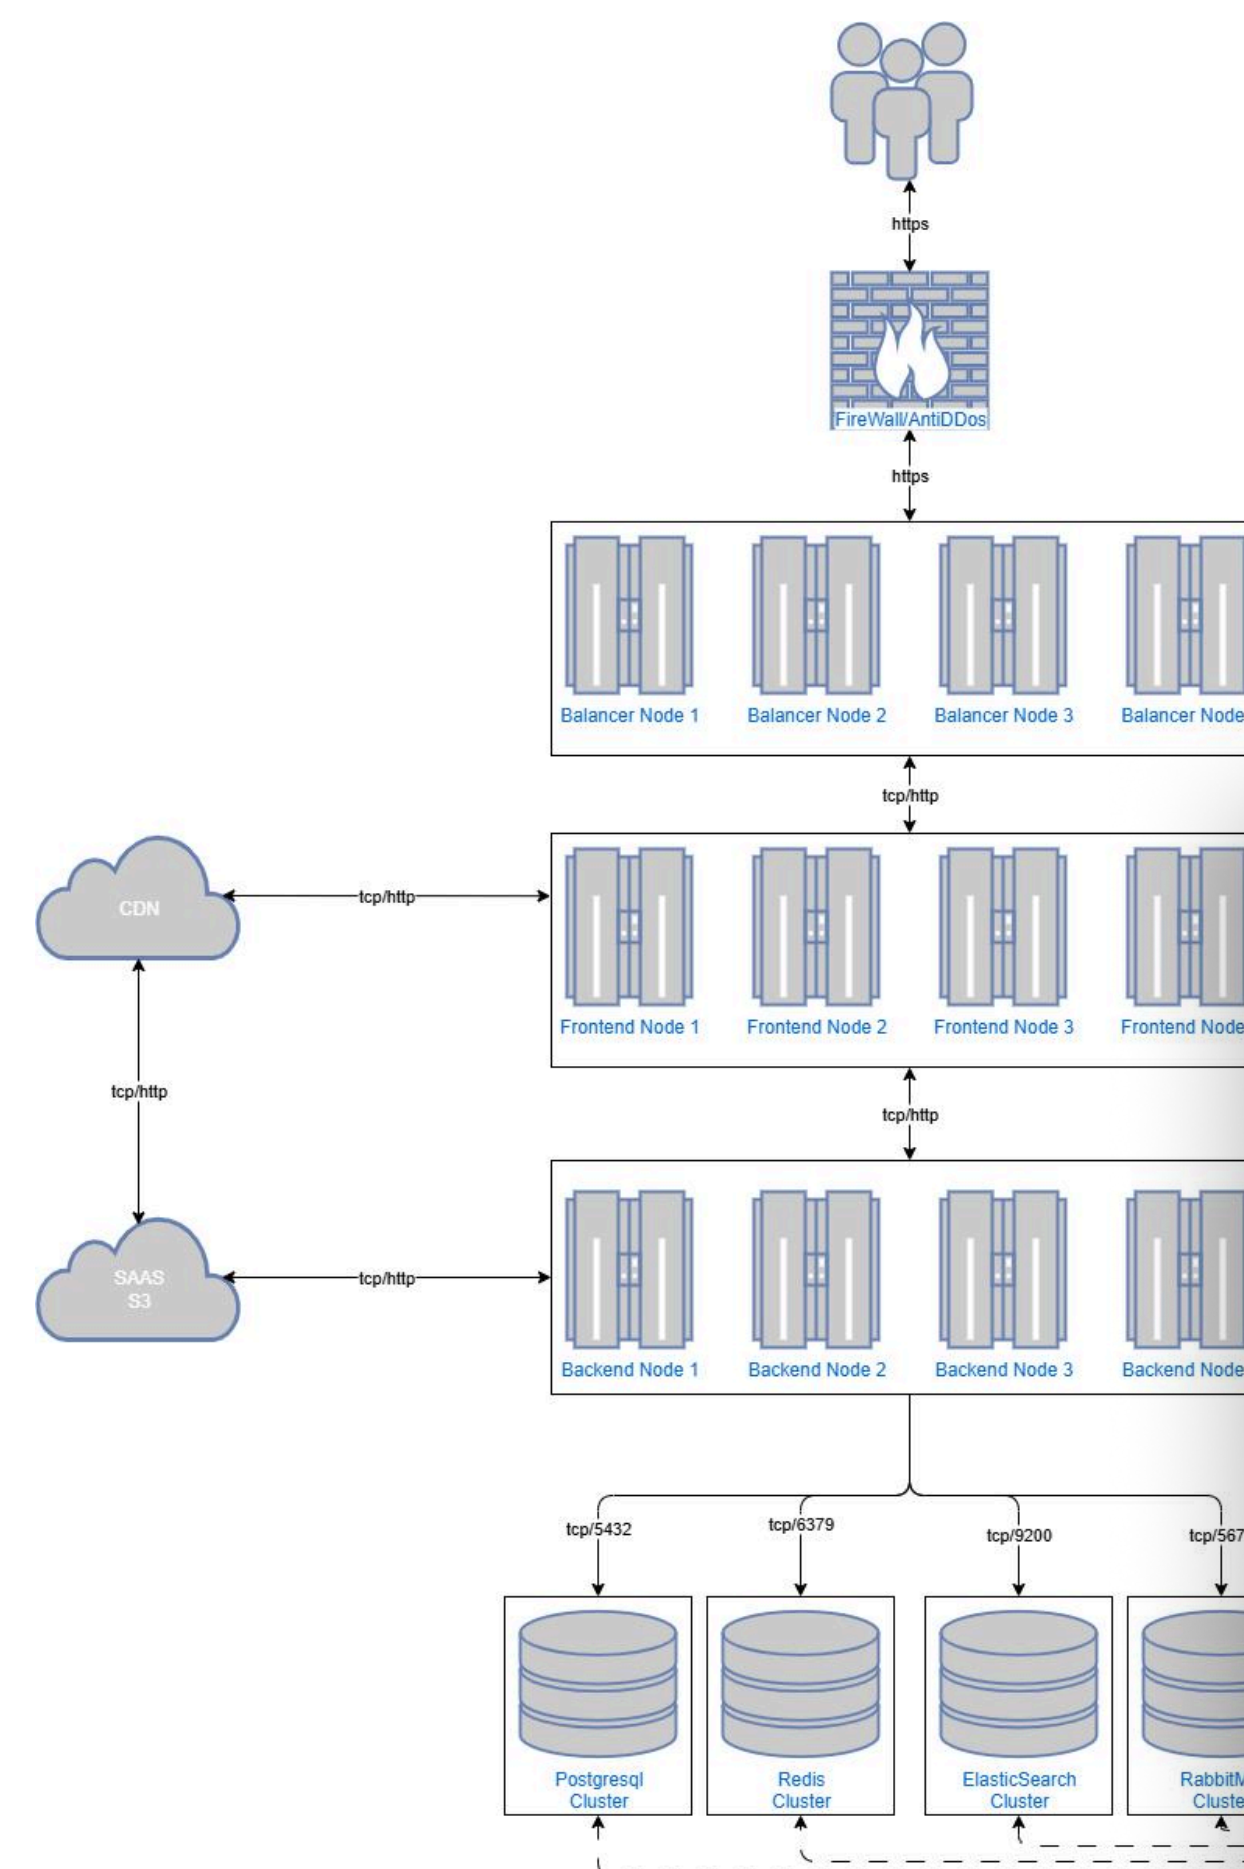 https
FireWall/AntiDDos
https
Balancer Node 1
Balancer Node 2
Balancer Node 3
Balancer Node
tcp/http
CDN
tcp/http
Frontend Node 1
Frontend Node 2
Frontend Node 3
Frontend Node
tcp/http
tcp/http
SAAS
S3
tcp/http
Backend Node 1
Backend Node 2
Backend Node 3
Backend Node
tcp/5432
tcp/6379
tcp/9200
tcp/567
Postgresql
Cluster
Redis
Cluster
ElasticSearch
Cluster